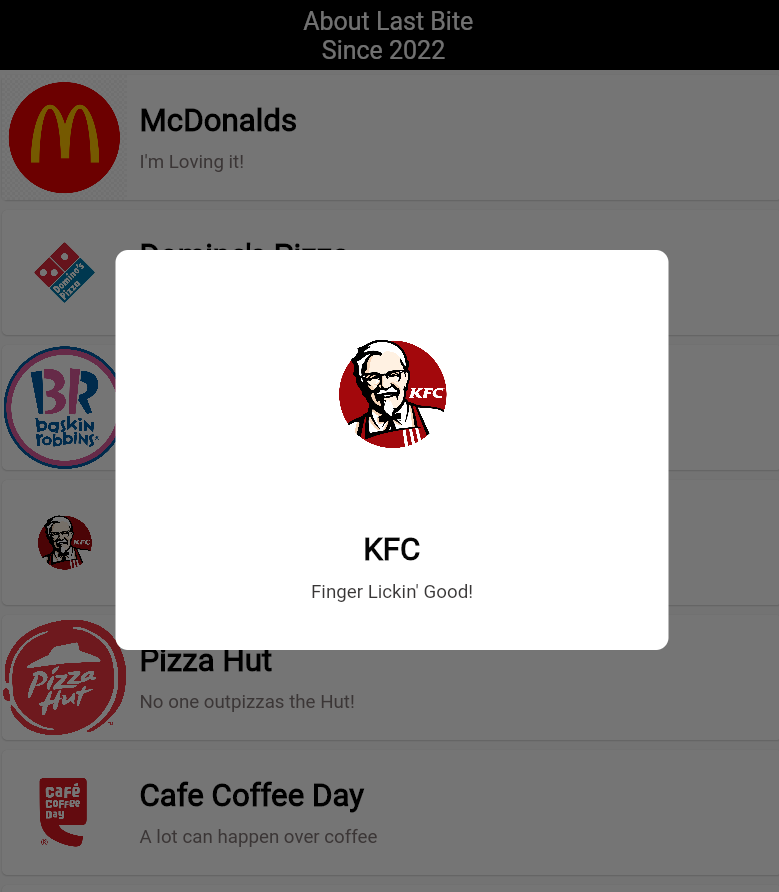 About Last Bite
Since 2022
McDonalds
I'm Loving it!
Domino's Pizza
Domino's
Pizza
BR
baskin
robbins
KFC
KFC
Finger Lickin' Good!
KFC
Pizza
Hut
Pizza Hut
No one outpizzas the Hut!
Café
Coffee
Day
Cafe Coffee Day
A lot can happen over coffee